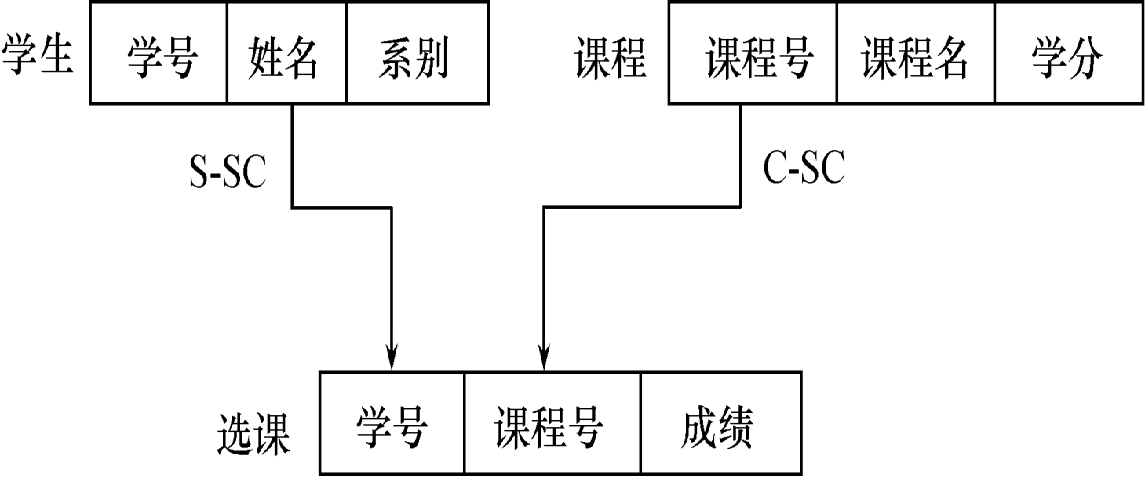 学生 学号 姓名 系别 课程 课程号 课程名 学分
S-SC C-SC
选课 学号 课程号 成绩